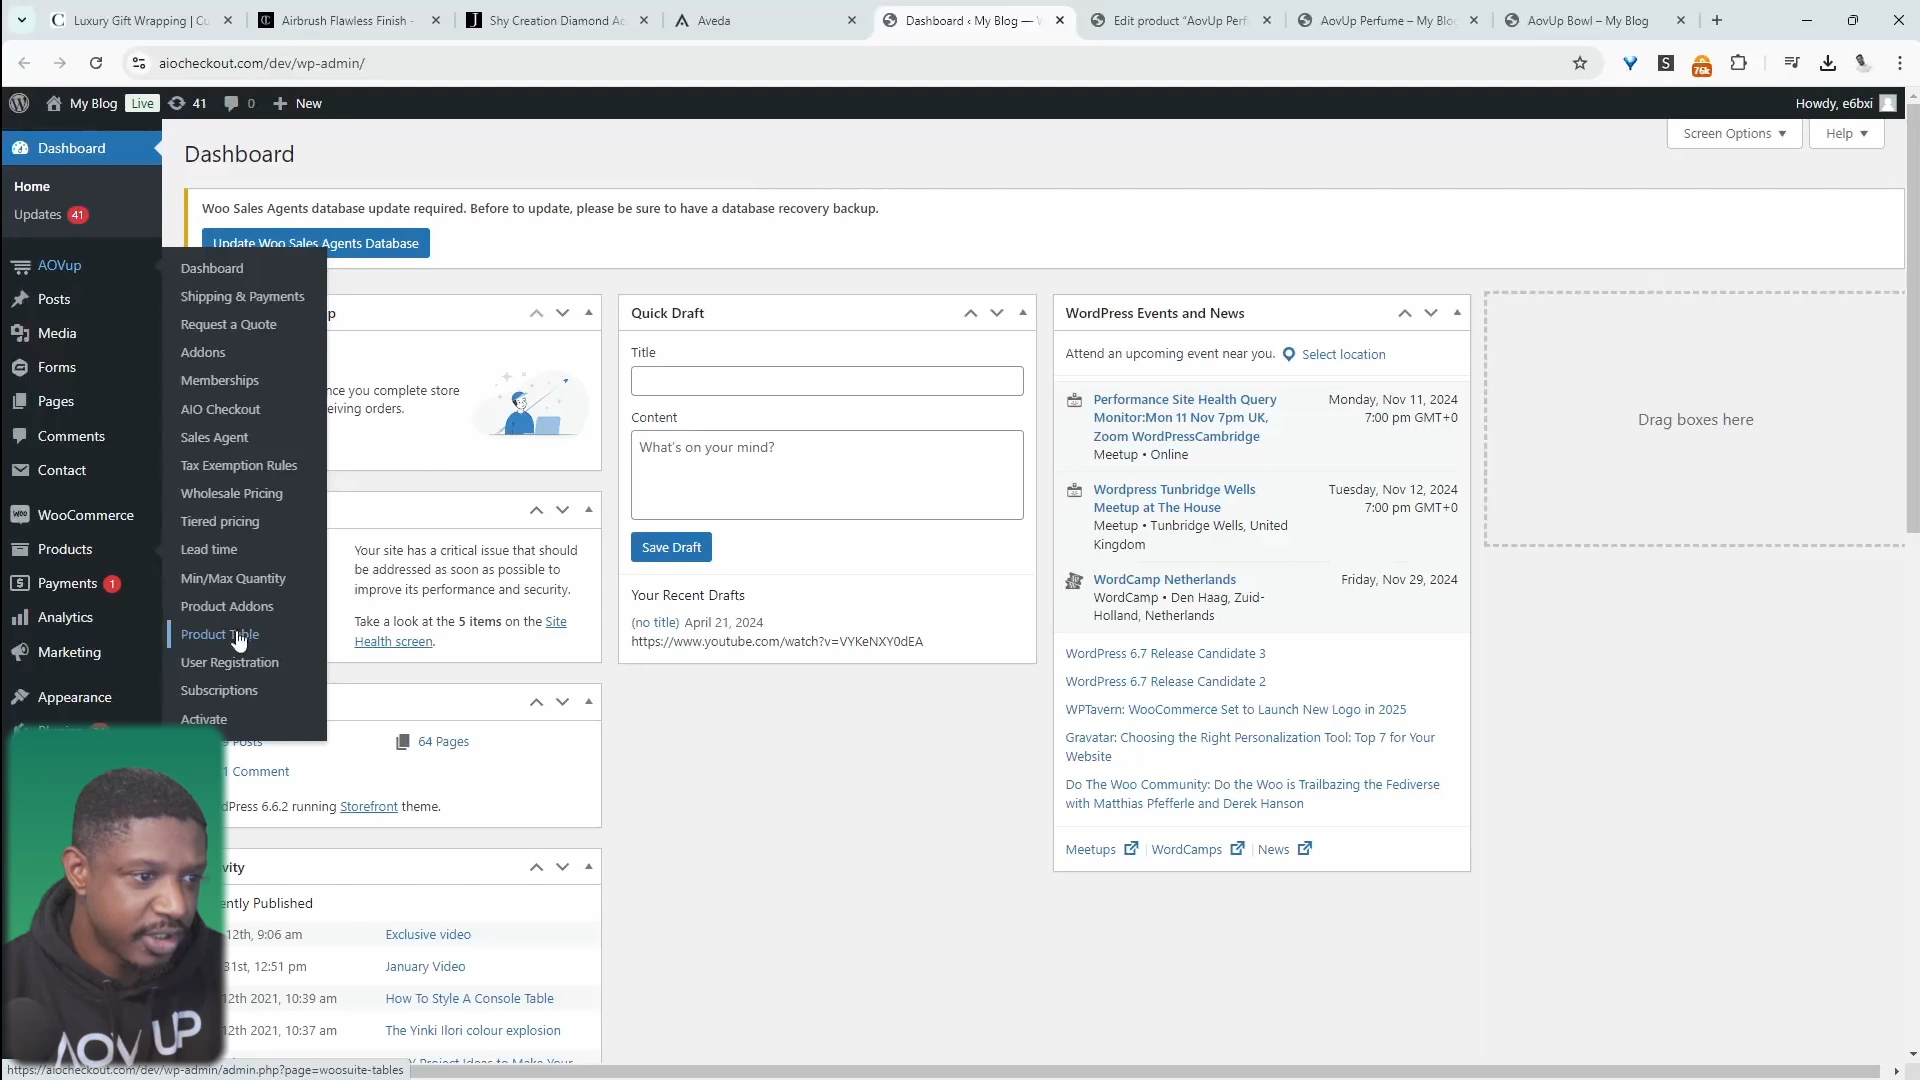 Luxury Gift Wrapping | Cu
Airbrush Flawless Finish -
Shy Creation Diamond Ac
Aveda
Dashboard ‹ My Blog — W
Edit product “AovUp Perf
AovUp Perfume – My Blo
AovUp Bowl – My Blog
aiocheckout.com/dev/wp-admin/
76k
My Blog
Live
41
0
New
Howdy, e6bxi
Screen Options
Help
Dashboard
Home
Updates 41
AOVup
Posts
Media
Forms
Pages
Comments
Contact
WooCommerce
Products
Payments 1
Analytics
Marketing
Appearance
Dashboard
Shipping & Payments
Request a Quote
Addons
Memberships
AIO Checkout
Sales Agent
Tax Exemption Rules
Wholesale Pricing
Tiered pricing
Lead time
Min/Max Quantity
Product Addons
Product Table
User Registration
Subscriptions
Activate
Dashboard
Woo Sales Agents database update required. Before to update, please be sure to have a database recovery backup.
Update Woo Sales Agents Database
p
nce you complete store
eiving orders.
Your site has a critical issue that should
be addressed as soon as possible to
improve its performance and security.
Take a look at the 5 items on the Site
Health screen.
Posts
64 Pages
1 Comment
dPress 6.6.2 running Storefront theme.
vity
ently Published
12th, 9:06 am
Exclusive video
31st, 12:51 pm
January Video
12th 2021, 10:39 am
How To Style A Console Table
12th 2021, 10:37 am
The Yinki Ilori colour explosion
Y Project Ideas to Make Your
Quick Draft
Title
Content
What's on your mind?
Save Draft
Your Recent Drafts
(no title) April 21, 2024
https://www.youtube.com/watch?v=VYKeNXY0dEA
WordPress Events and News
Attend an upcoming event near you. Select location
Performance Site Health Query
Monitor:Mon 11 Nov 7pm UK,
Zoom WordPressCambridge
Meetup • Online
Monday, Nov 11, 2024
7:00 pm GMT+0
Wordpress Tunbridge Wells
Meetup at The House
Meetup • Tunbridge Wells, United
Kingdom
Tuesday, Nov 12, 2024
7:00 pm GMT+0
WordCamp Netherlands
WordCamp • Den Haag, Zuid-
Holland, Netherlands
Friday, Nov 29, 2024
WordPress 6.7 Release Candidate 3
WordPress 6.7 Release Candidate 2
WPTavern: WooCommerce Set to Launch New Logo in 2025
Gravatar: Choosing the Right Personalization Tool: Top 7 for Your
Website
Do The Woo Community: Do the Woo is Trailbazing the Fediverse
with Matthias Pfefferle and Derek Hanson
Meetups | WordCamps | News
Drag boxes here
AOV UP
https://aiocheckout.com/dev/wp-admin/admin.php?page=woosuite-tables